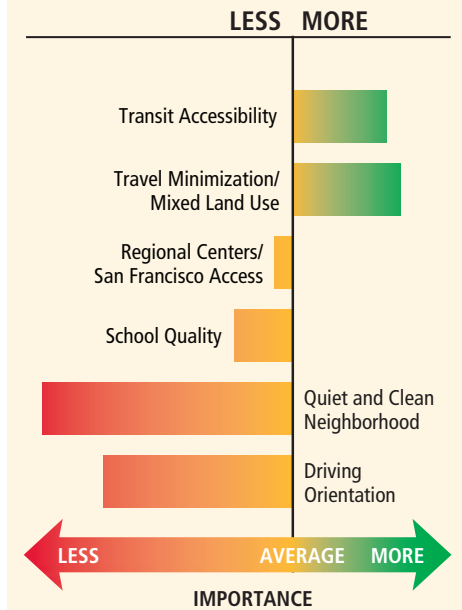 LESS MORE
Transit Accessibility
Travel Minimization/
Mixed Land Use
Regional Centers/
San Francisco Access
School Quality
Quiet and Clean
Neighborhood
Driving
Orientation
LESS AVERAGE MORE
IMPORTANCE